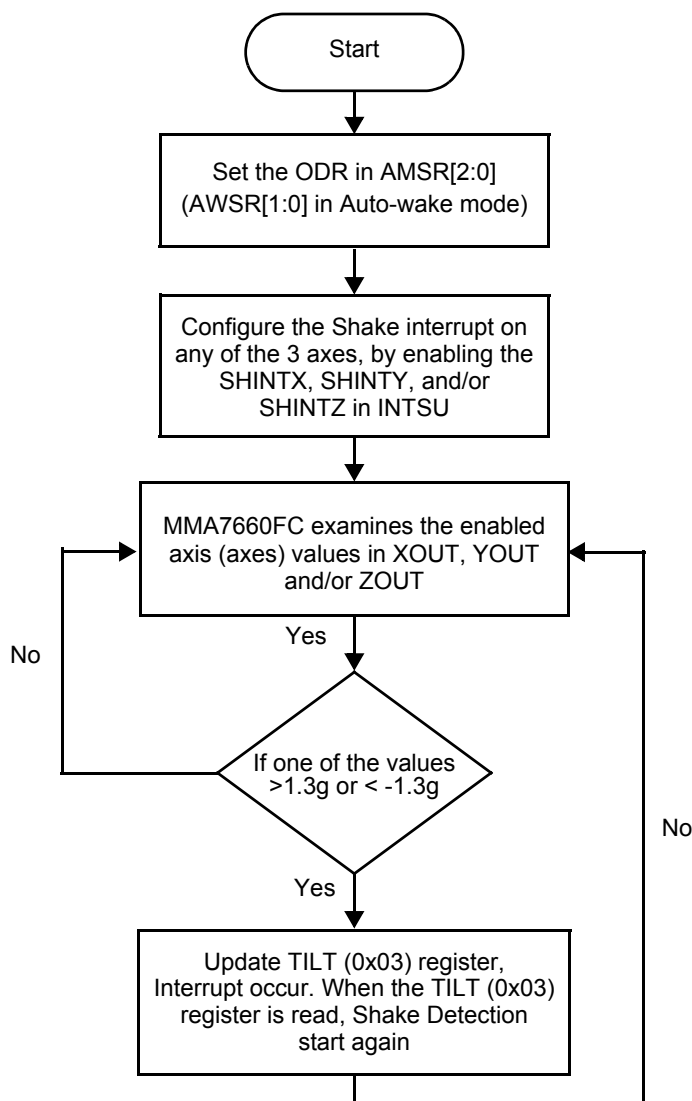 Start
Set the ODR in AMSR[2:0]
(AWSR[1:0] in Auto-wake mode)
Configure the Shake interrupt on
any of the 3 axes, by enabling the
SHINTX, SHINTY, and/or
SHINTZ in INTSU
MMA7660FC examines the enabled
axis (axes) values in XOUT, YOUT
and/or ZOUT
Yes
No
If one of the values
>1.3g or < -1.3g
No
Yes
Update TILT (0x03) register,
Interrupt occur. When the TILT (0x03)
register is read, Shake Detection
start again